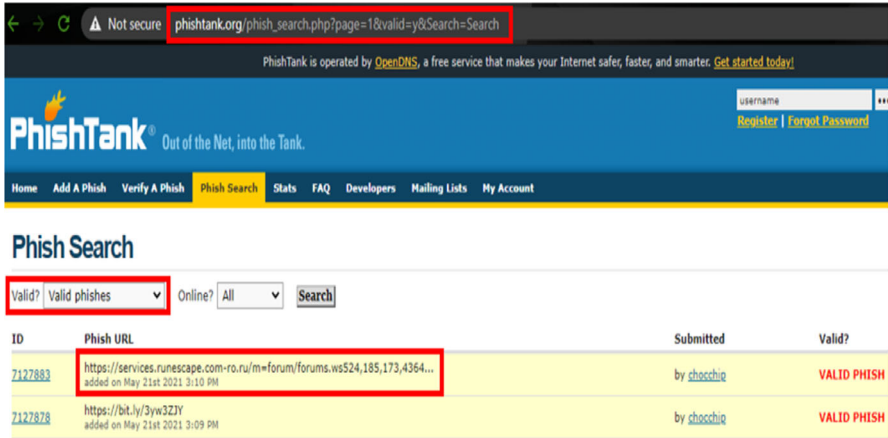 Not secure phishtank.org/phish_search.php?page=1&valid=y&Search=Search
PhishTank is operated by OpenDNS, a free service that makes your Internet safer, faster, and smarter. Get started today!
username
Register | Forgot Password
PhishTank® Out of the Net, into the Tank.
Home Add A Phish Verify A Phish Phish Search Stats FAQ Developers Mailing Lists My Account
Phish Search
Valid? Valid phishes Online? All Search
ID Phish URL Submitted Valid?
7127883 https://services.runescape.com-ro.ru/m=forum/forums.ws524,185,173,4364... by chocchip VALID PHISH
added on May 21st 2021 3:10 PM
7127878 https://bit.ly/3yw3ZJY by chocchip VALID PHISH
added on May 21st 2021 3:09 PM